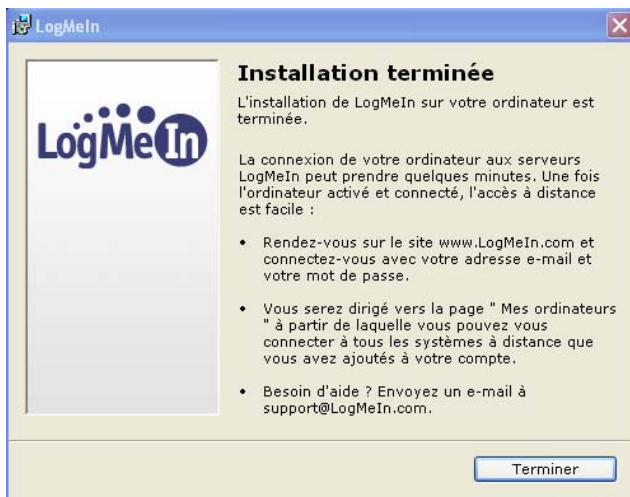 LogMeIn
LogMeIn
Installation terminée
L'installation de LogMeIn sur votre ordinateur est
terminée.
La connexion de votre ordinateur aux serveurs
LogMeIn peut prendre quelques minutes. Une fois
l'ordinateur activé et connecté, l'accès à distance
est facile :
• Rendez-vous sur le site www.LogMeIn.com et
connectez-vous avec votre adresse e-mail et
votre mot de passe.
• Vous serez dirigé vers la page " Mes ordinateurs
" à partir de laquelle vous pouvez vous
connecter à tous les systèmes à distance que
vous avez ajoutés à votre compte.
• Besoin d'aide ? Envoyez un e-mail à
support@LogMeIn.com.
Terminer